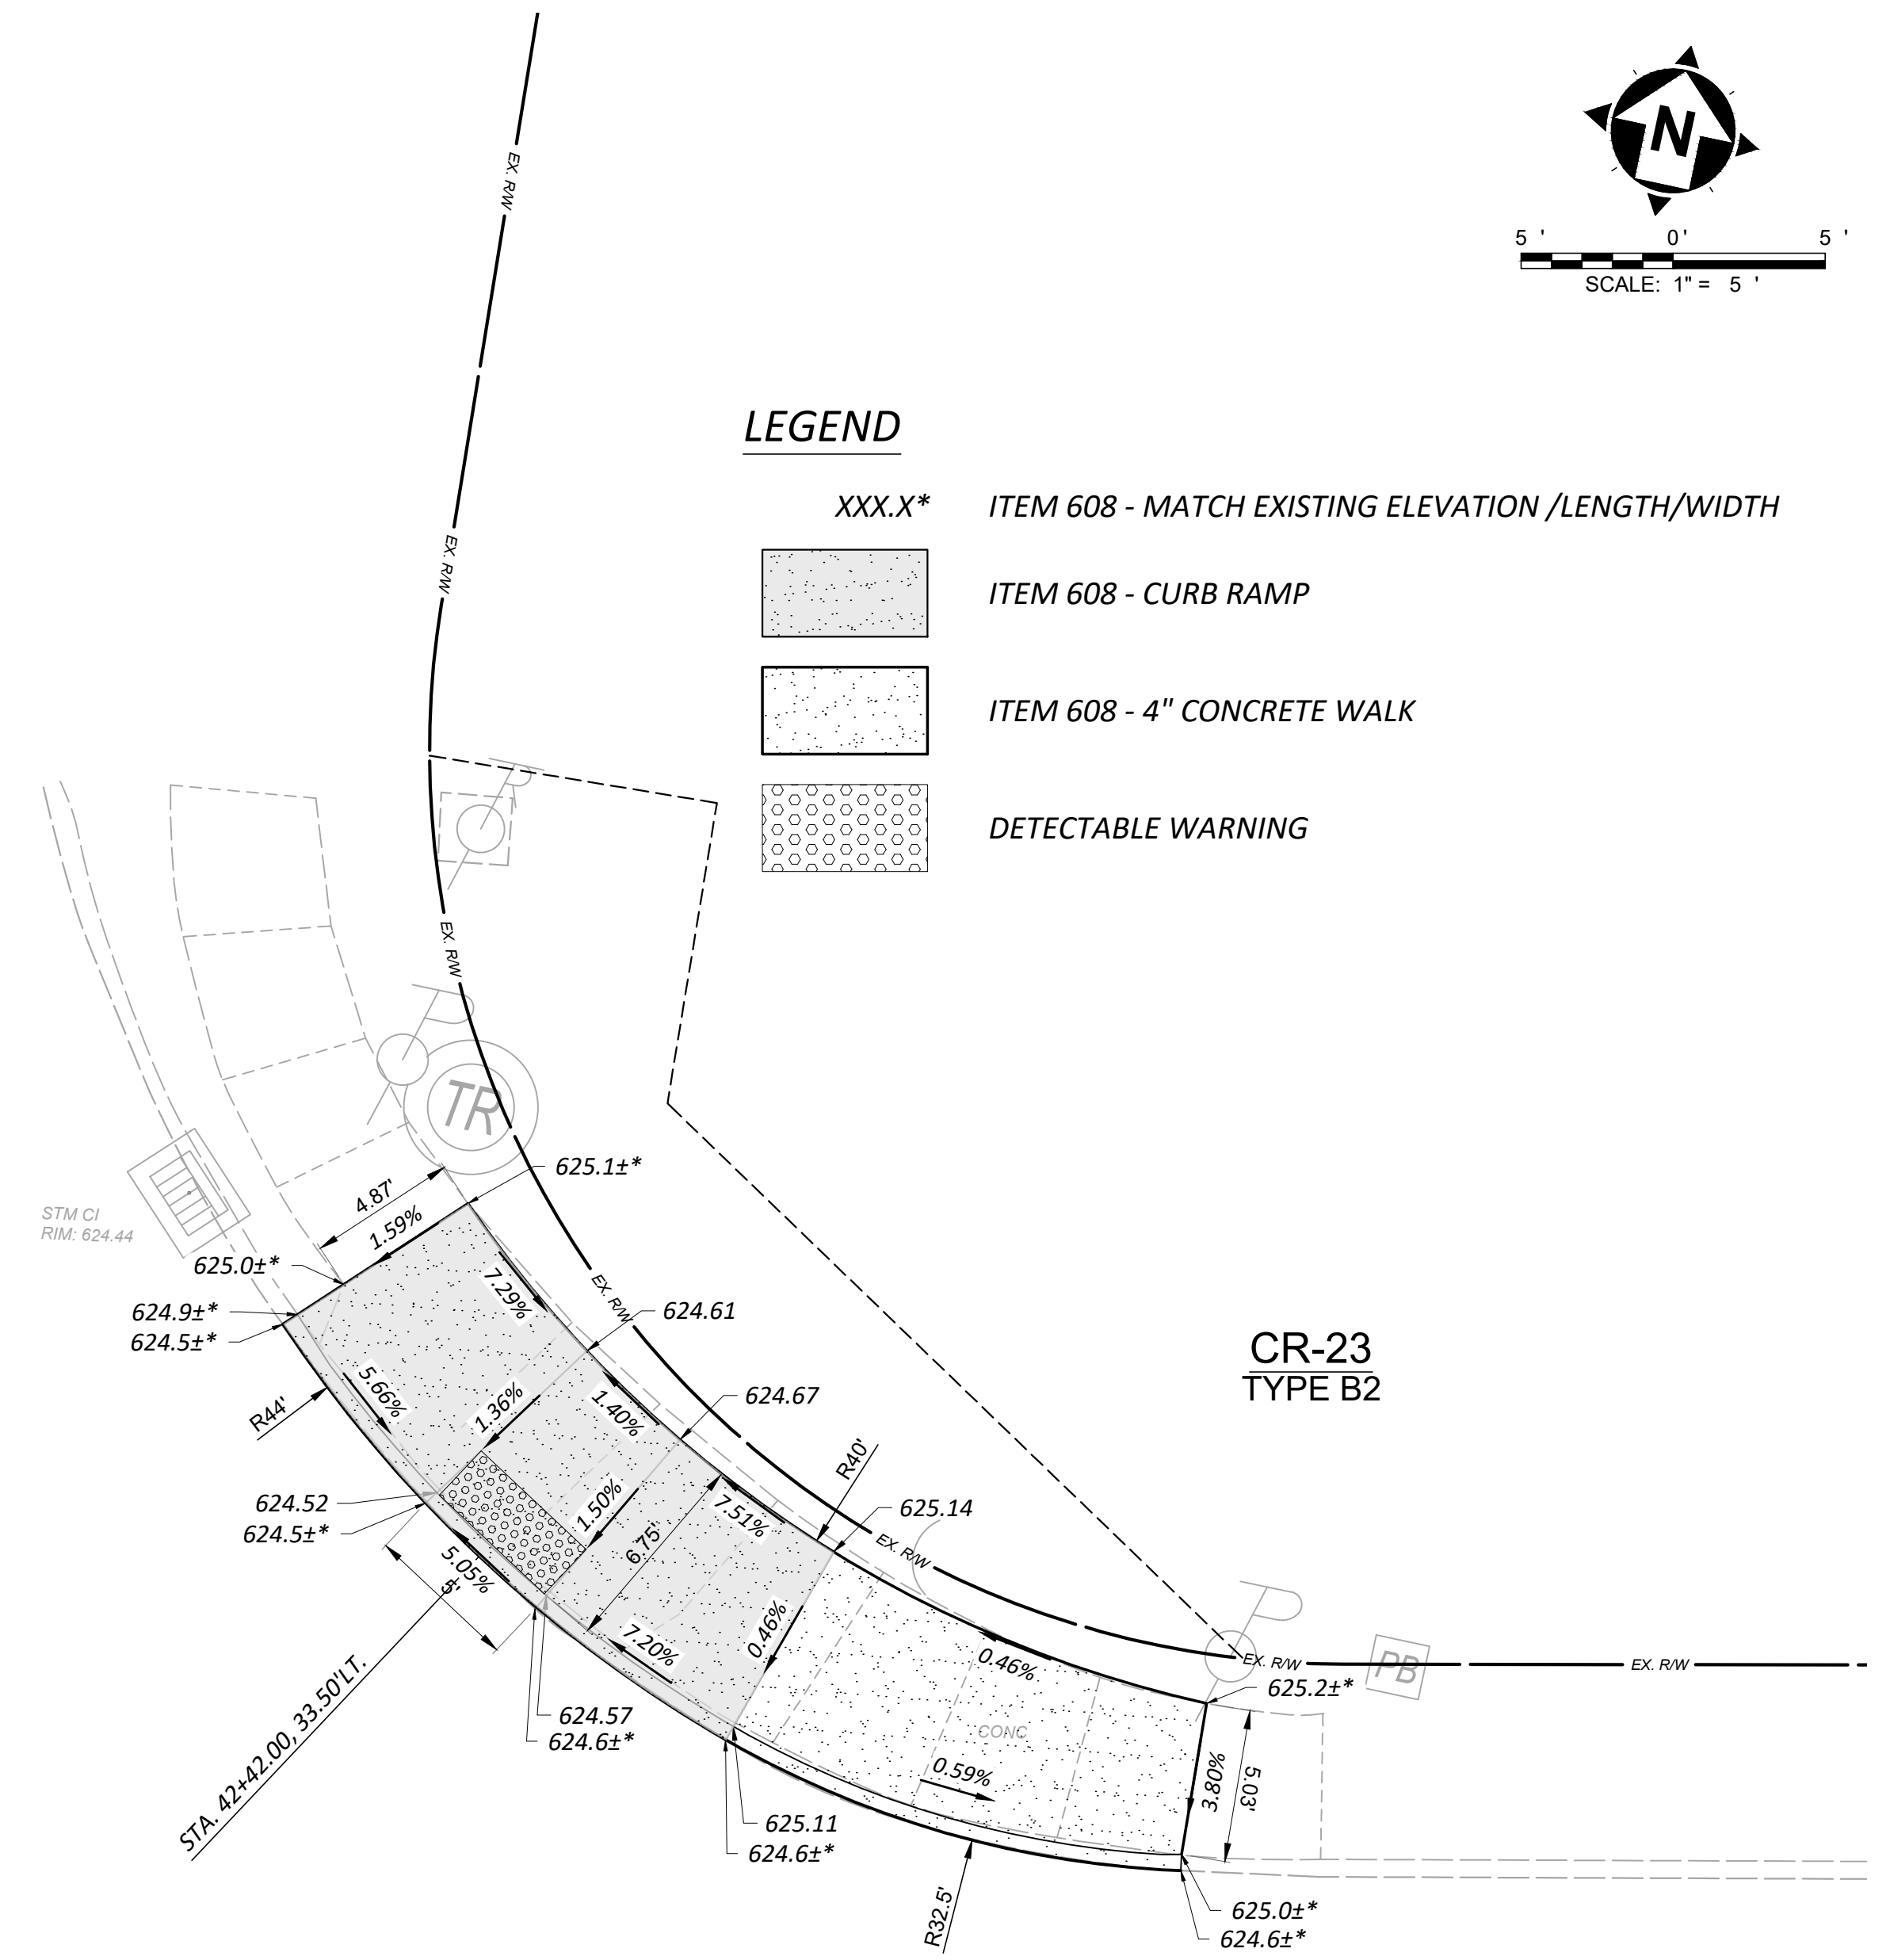 N
5 ' 0' 5 '
SCALE: 1" = 5 '
EX. R/W
LEGEND
XXX.X* ITEM 608 - MATCH EXISTING ELEVATION /LENGTH/WIDTH
EX. R/W
ITEM 608 - CURB RAMP
ITEM 608 - 4" CONCRETE WALK
DETECTABLE WARNING
EX. R/W
TR
625.1±*
4.87'
1.59%
STM CI
RIM: 624.44
625.0±*
7.29%
EX. R/W
624.9±*
624.61
624.5±*
CR-23
TYPE B2
5.66%
R44'
1.36%
1.40%
624.67
R40'
624.52
625.14
624.5±*
1.50%
7.51%
6.75'
EX. R/W
5.05%
5'
0.46%
7.20%
0.46%
EX. R/W
PB
EX. R/W
625.2±*
STA. 42+42.00, 33.50'LT.
624.57
624.6±*
CONC
0.59%
3.80%
5.03'
625.11
624.6±*
R32.5'
625.0±*
624.6±*